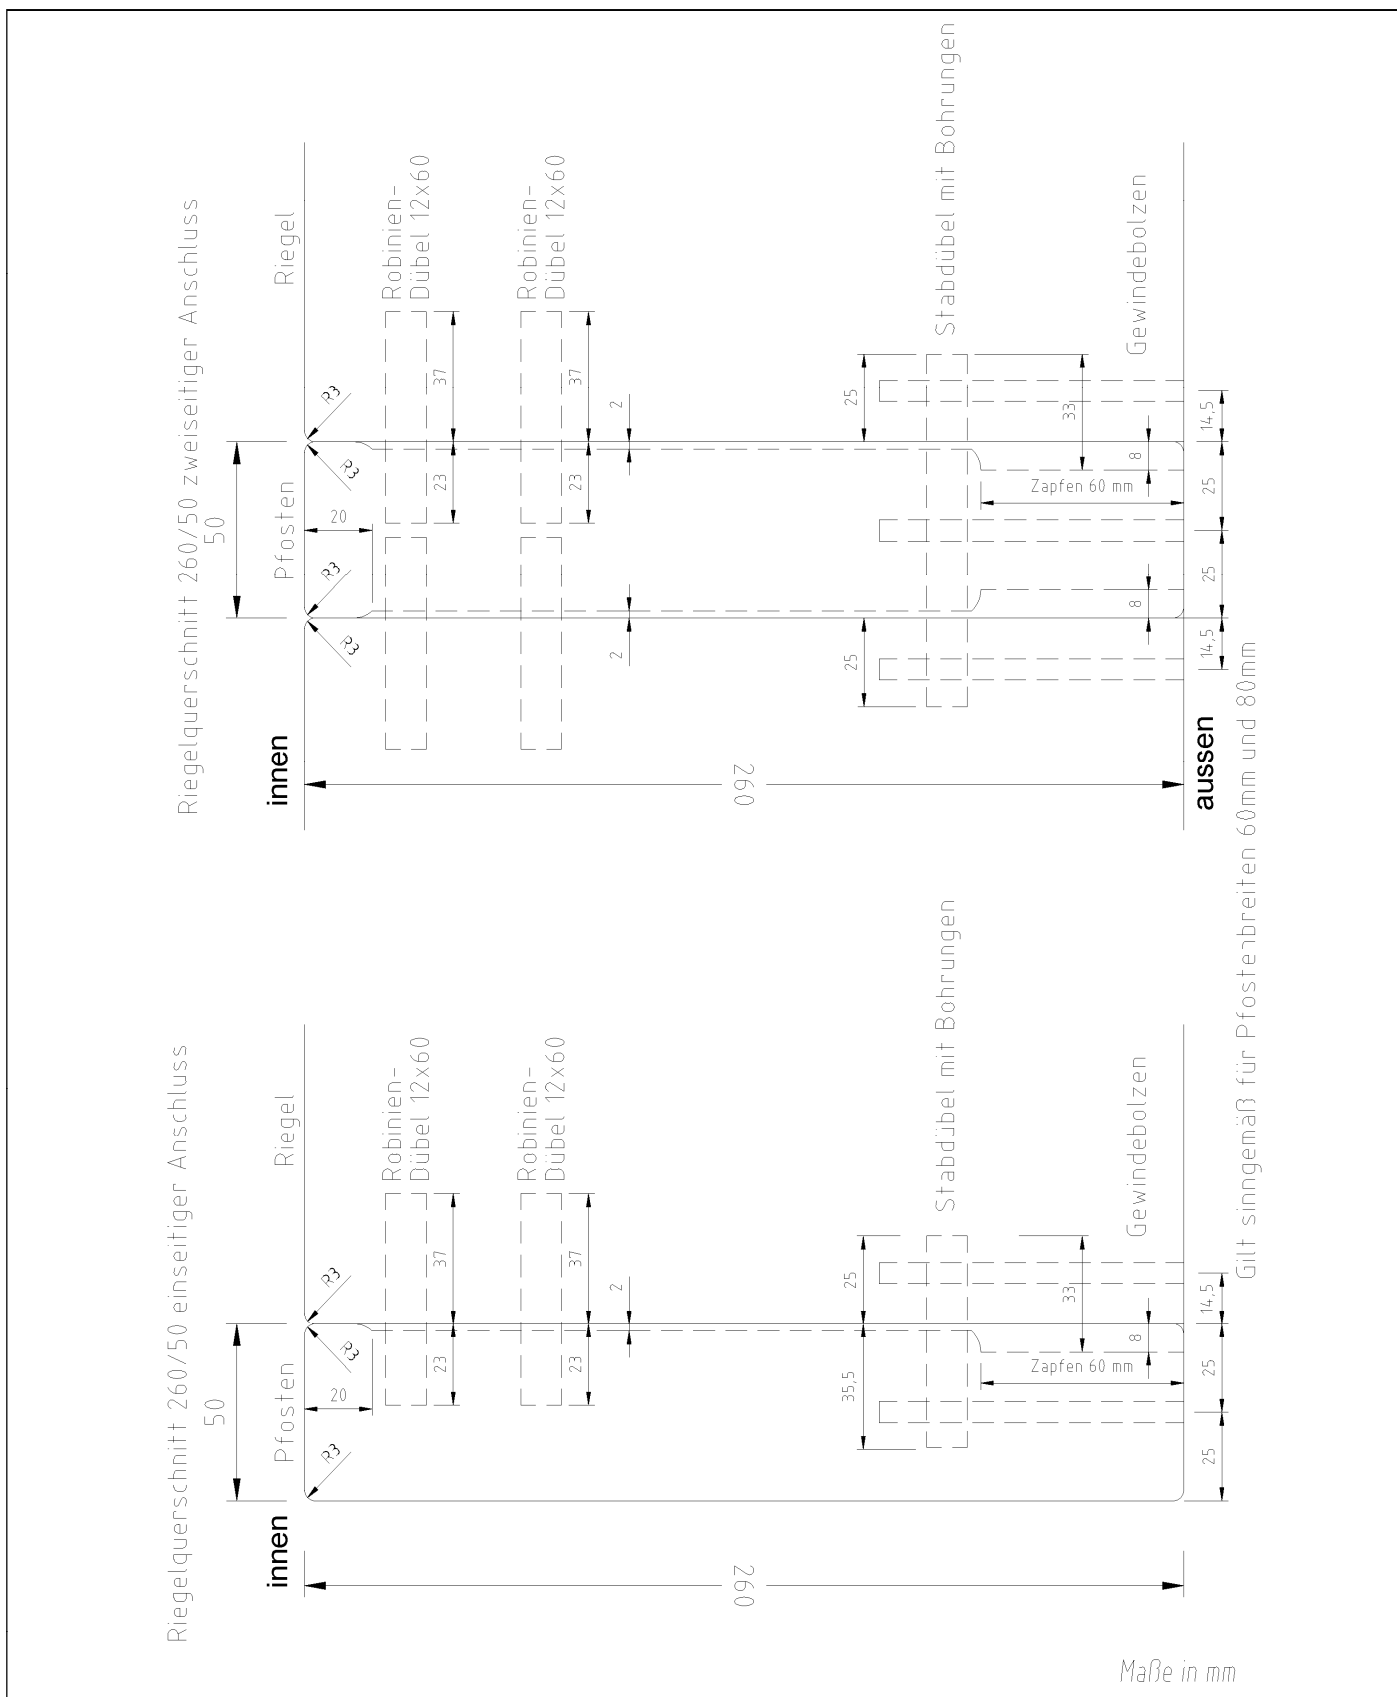 Riegelquerschnitt 260/50 zweiseitiger Anschluss
50
innen
Pfosten
Riegel
R3
R3
R3
R3
20
Robinien-
Dübel 12x60
37
23
Robinien-
Dübel 12x60
37
23
2
2
260
Stabdübel mit Bohrungen
25
25
33
Gewindebolzen
8
8
Zapfen 60 mm
14,5
25
25
14,5
aussen
Gilt sinngemäß für Pfostenbreiten 60mm und 80mm
Riegelquerschnitt 260/50 einseitiger Anschluss
50
innen
Pfosten
Riegel
R3
R3
R3
20
Robinien-
Dübel 12x60
37
23
Robinien-
Dübel 12x60
37
23
2
260
Stabdübel mit Bohrungen
25
35,5
33
Gewindebolzen
8
Zapfen 60 mm
14,5
25
25
Maße in mm